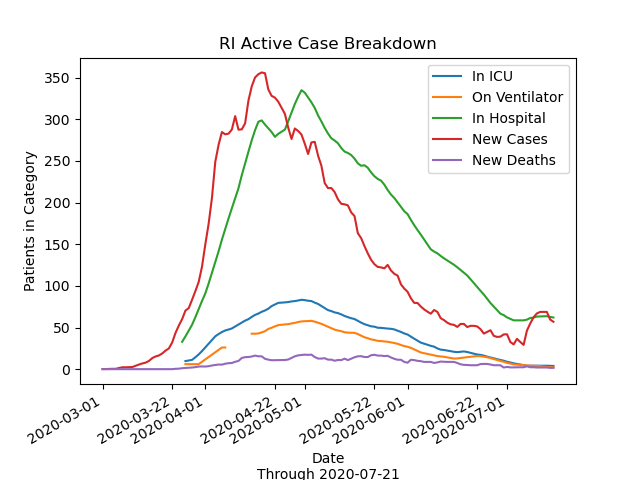 RI Active Case Breakdown
Patients in Category
350
300
250
200
150
100
50
0
In ICU
On Ventilator
In Hospital
New Cases
New Deaths
2020-03-01
2020-03-22
2020-04-01
2020-04-22
2020-05-01
2020-05-22
2020-06-01
2020-06-22
2020-07-01
Date
Through 2020-07-21